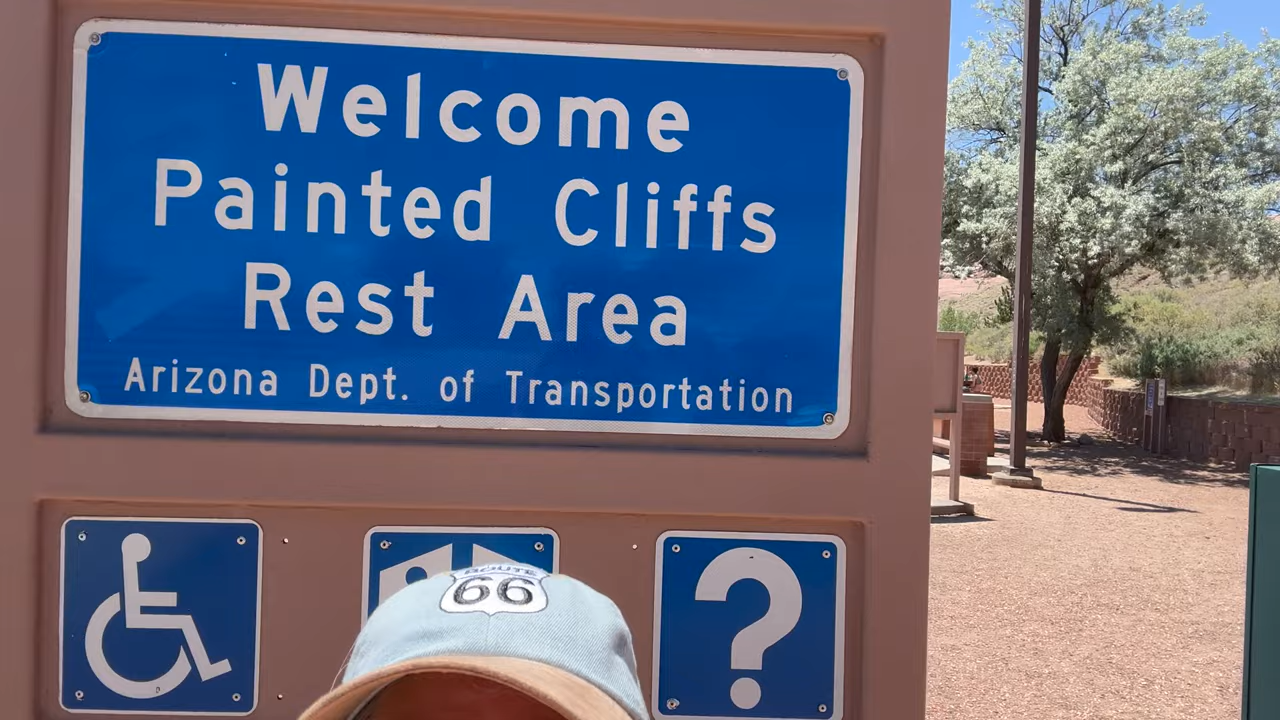 Welcome
Painted Cliffs
Rest Area
Arizona Dept. of Transportation
?
ROUTE
66